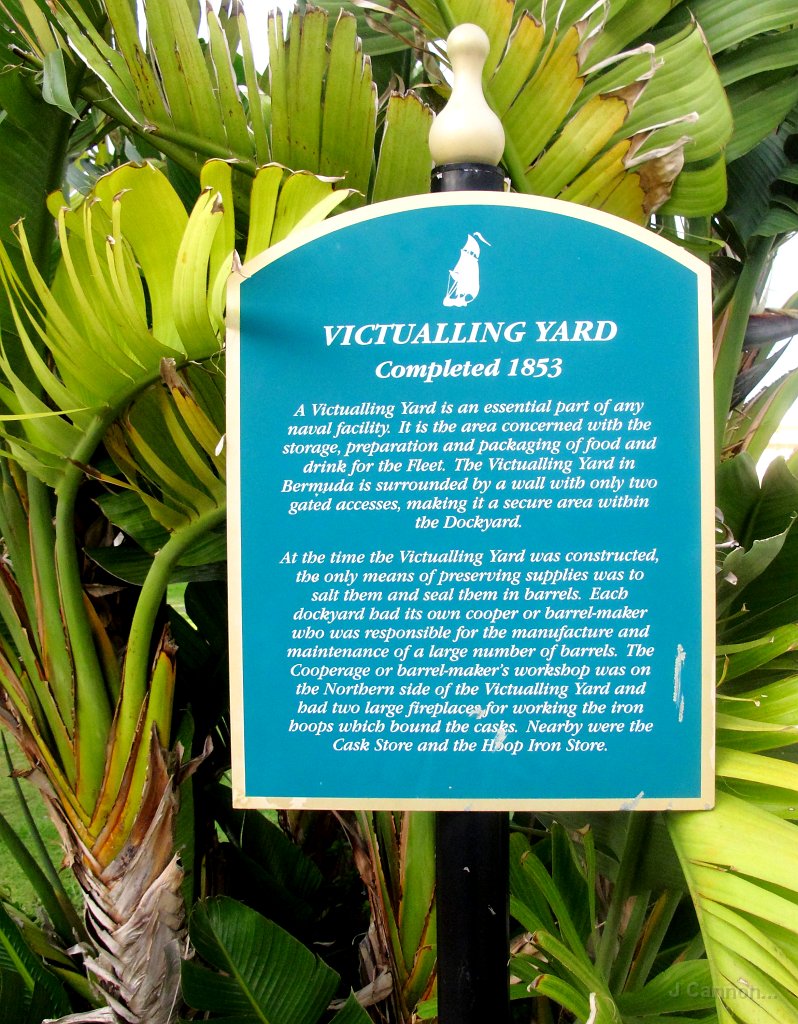 VICTUALLING YARD
Completed 1853
A Victualling Yard is an essential part of any
naval facility. It is the area concerned with the
storage, preparation and packaging of food and
drink for the Fleet. The Victualling Yard in
Bermuda is surrounded by a wall with only two
gated accesses, making it a secure area within
the Dockyard.
At the time the Victualling Yard was constructed,
the only means of preserving supplies was to
salt them and seal them in barrels. Each
dockyard had its own cooper or barrel-maker
who was responsible for the manufacture and
maintenance of a large number of barrels. The
Cooperage or barrel-maker's workshop was on
the Northern side of the Victualling Yard and
had two large fireplaces for working the iron
hoops which bound the casks. Nearby were the
Cask Store and the Hoop Iron Store.
J Cannon...